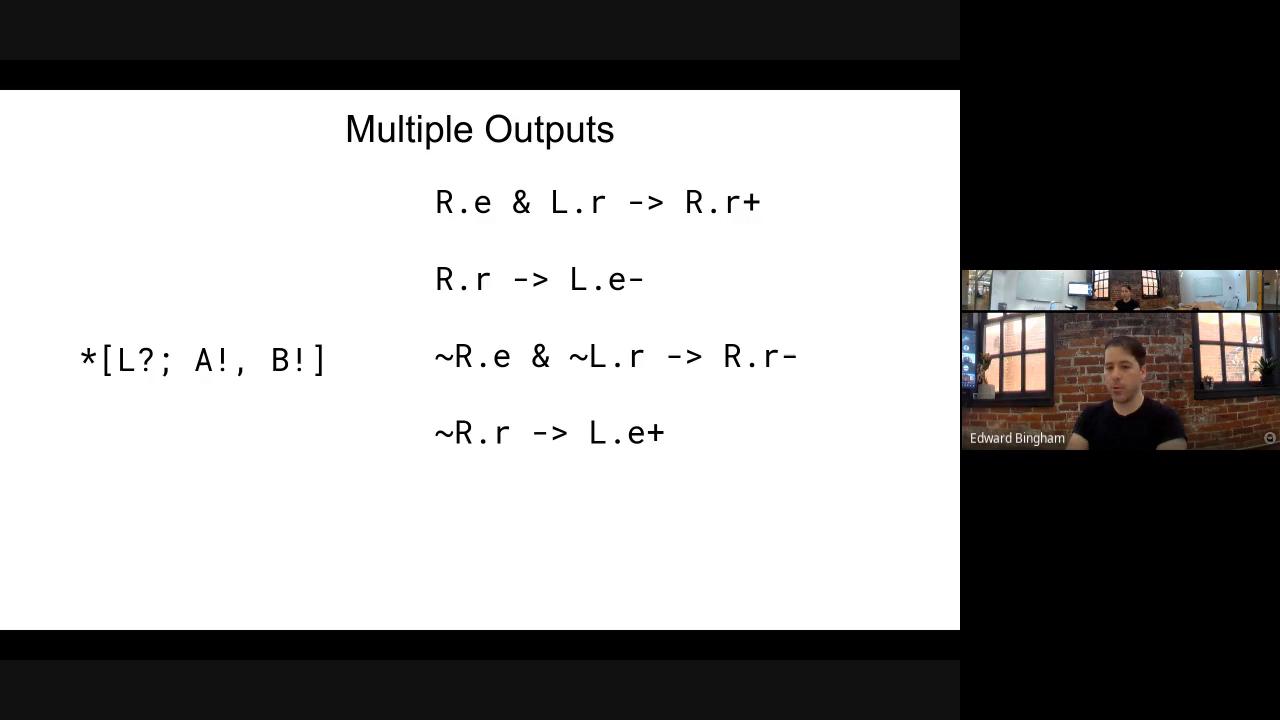 Multiple Outputs
R.e & L.r -> R.r+
R.r -> L.e-
*[L?; A!, B!]
~R.e & ~L.r -> R.r-
~R.r -> L.e+
Edward Bingham